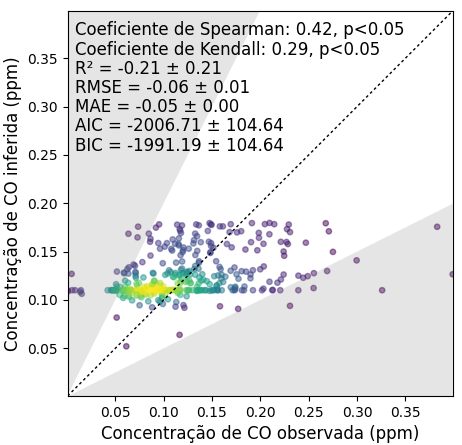 Coeficiente de Spearman: 0.42, p<0.05
Coeficiente de Kendall: 0.29, p<0.05
R² = -0.21 ± 0.21
RMSE = -0.06 ± 0.01
MAE = -0.05 ± 0.00
AIC = -2006.71 ± 104.64
BIC = -1991.19 ± 104.64
Concentração de CO inferida (ppm)
0.35
0.30
0.25
0.20
0.15
0.10
0.05
0.05 0.10 0.15 0.20 0.25 0.30 0.35
Concentração de CO observada (ppm)